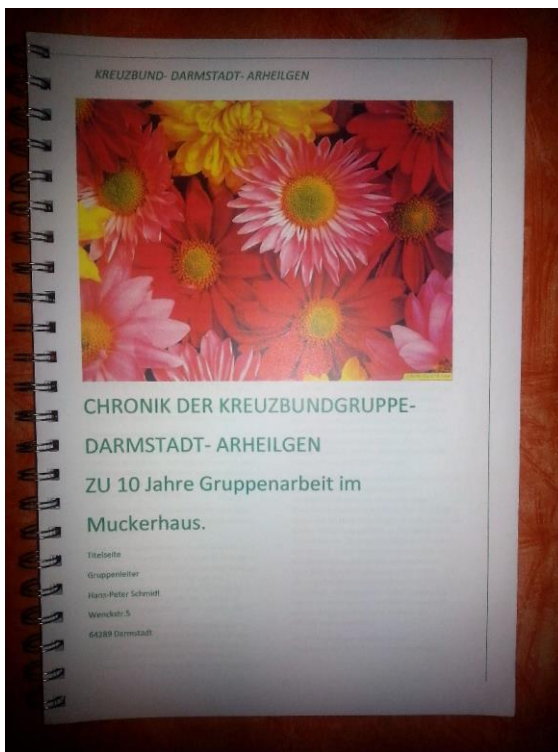 KREUZBUND- DARMSTADT- ARHEILGEN
CHRONIK DER KREUZBUNDGRUPPE-
DARMSTADT- ARHEILGEN
ZU 10 Jahre Gruppenarbeit im
Muckerhaus.
Titelseite
Gruppenleiter
Hans-Peter Schmidt
Wenckstr.5
64289 Darmstadt